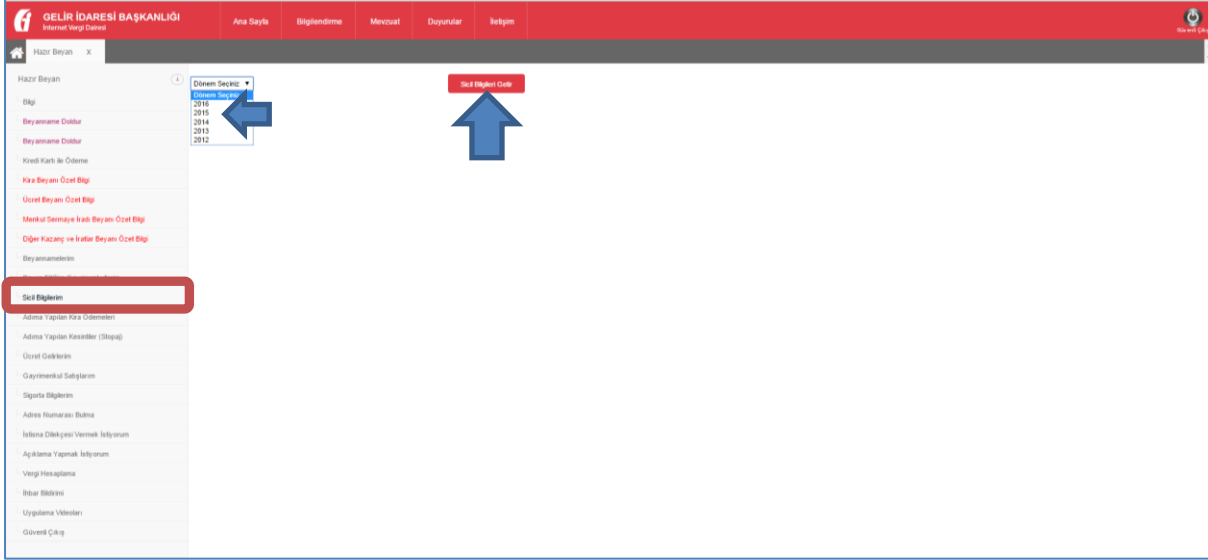 GELİR İDARESİ BAŞKANLIĞI
İnternet Vergi Dairesi
Ana Sayfa
Bilgilendirme
Mevzuat
Duyurular
İletişim
Güvenli Çık
Hazır Beyan X
Hazır Beyan
Dönem Seçiniz
Dönem Seçiniz
2016
2015
2014
2013
2012
Sicil Bilgileri Getir
Bilgi
Beyanname Doldur
Beyanname Doldur
Kredi Kartı ile Ödeme
Kira Beyanı Özet Bilgi
Ücret Beyanı Özet Bilgi
Menkul Sermaye İradı Beyanı Özet Bilgi
Diğer Kazanç ve İratlar Beyanı Özet Bilgi
Beyannamelerim
Sicil Bilgilerim
Adıma Yapılan Kira Ödemeleri
Adıma Yapılan Kesintiler (Stopaj)
Ücret Gelirlerim
Gayrimenkul Satışlarım
Sigorta Bilgilerim
Adres Numarası Bulma
İstisna Dilekçesi Vermek İstiyorum
Açıklama Yapmak İstiyorum
Vergi Hesaplama
İhbar Bildirimi
Uygulama Videoları
Güvenli Çıkış